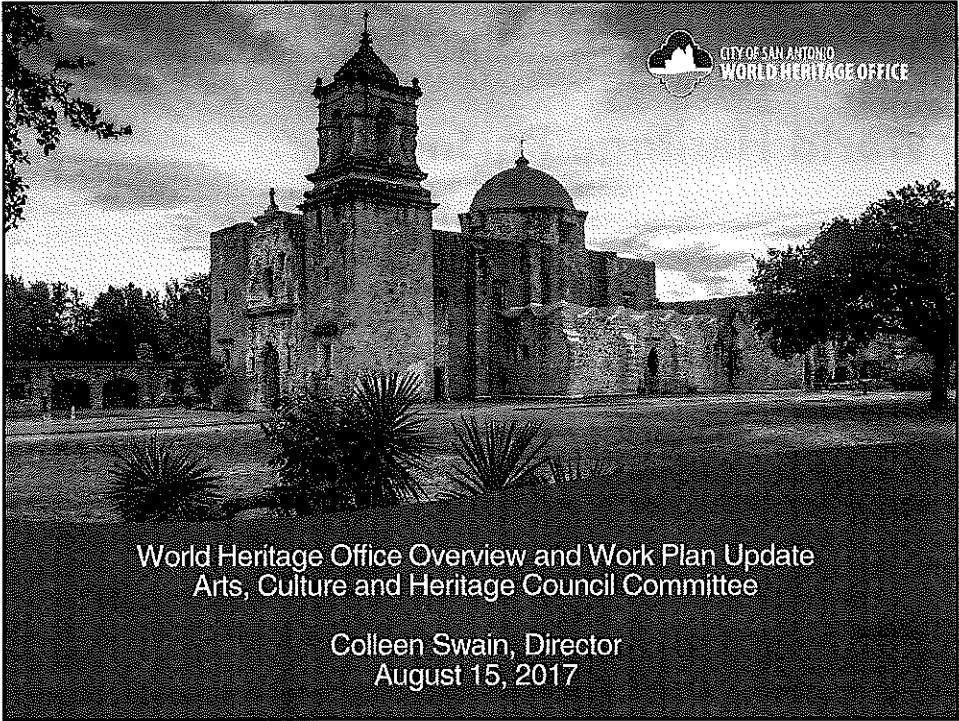 CITY OF SAN ANTONIO
WORLD HERITAGE OFFICE
World Heritage Office Overview and Work Plan Update
Arts, Culture and Heritage Council Committee
Colleen Swain, Director
August 15, 2017